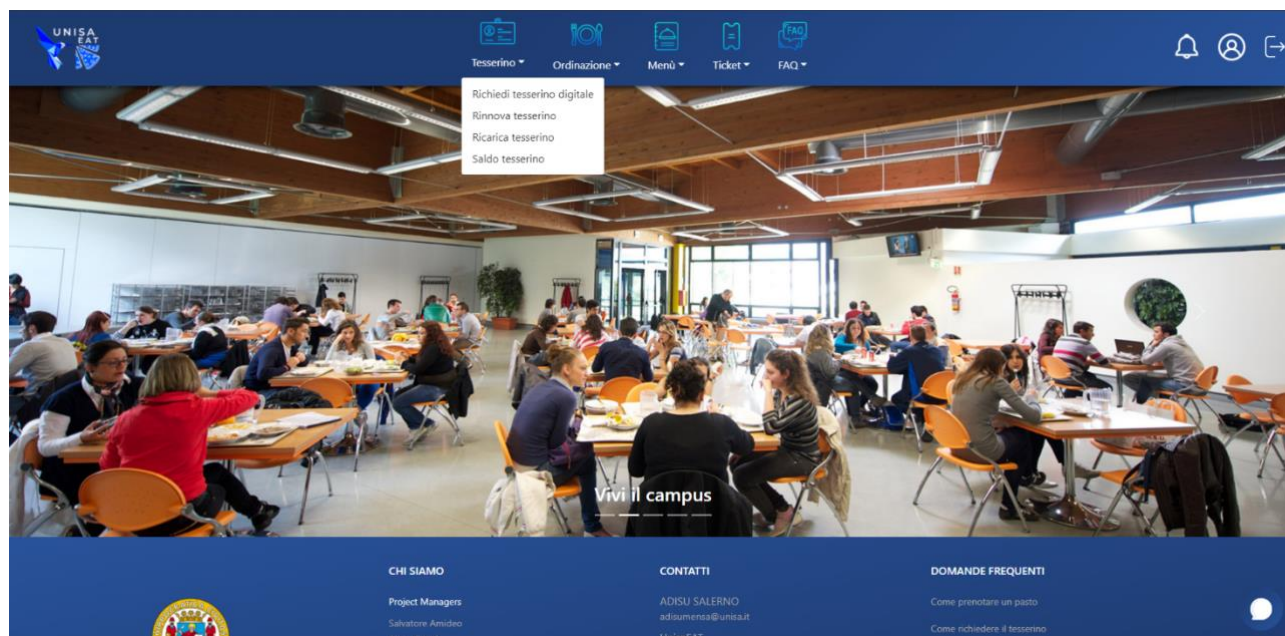 UNISA
EAT
FAQ
Tesserino
Ordinazione
Menù
Ticket
FAQ
Richiedi tesserino digitale
Rinnova tesserino
Ricarica tesserino
Saldo tesserino
Vivi il campus
CHI SIAMO
Project Managers
Salvatore Amideo
CONTATTI
ADISU SALERNO
adisumensa@unisa.it
DOMANDE FREQUENTI
Come prenotare un pasto
Come richiedere il tesserino